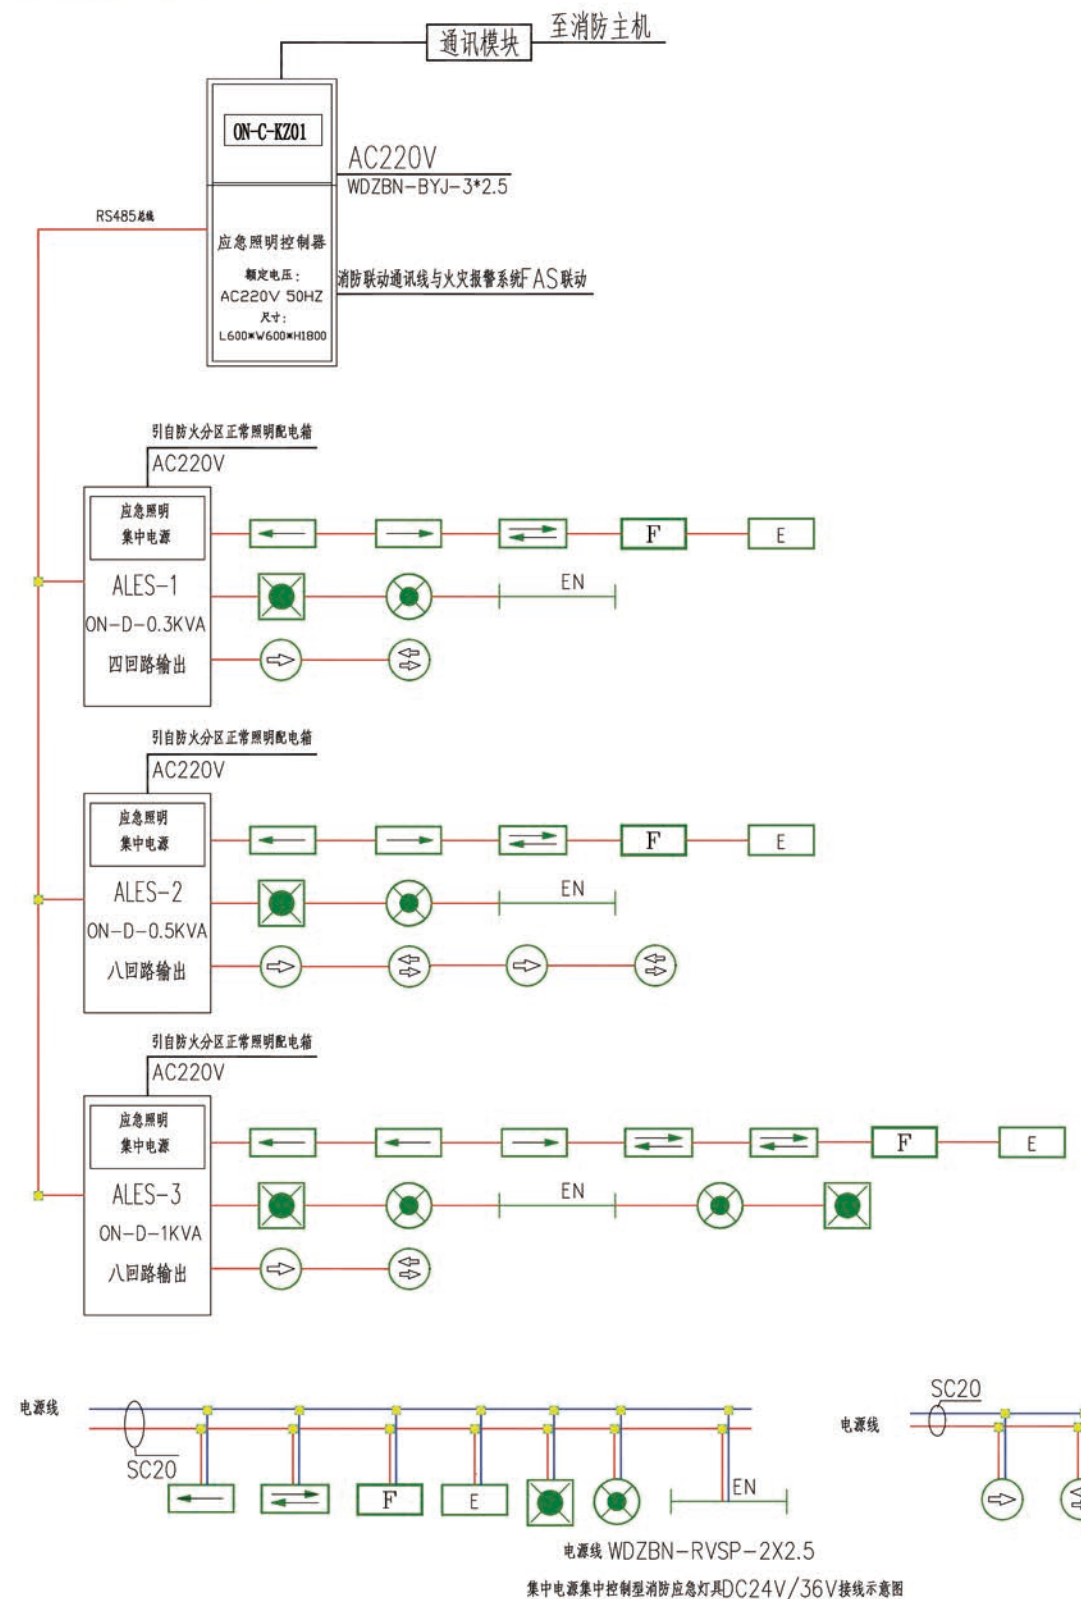 至消防主机
通讯模块
ON-C-KZ01
AC220V
WDZBN-BYJ-3*2.5
RS485总线
应急照明控制器
额定电压:
AC220V 50HZ
尺寸:
L600*W600*H1800
消防联动通讯线与火灾报警系统FAS联动
引自防火分区正常照明配电箱
AC220V
应急照明
集中电源
F
E
ALES-1
EN
ON-D-0.3KVA
四回路输出
引自防火分区正常照明配电箱
AC220V
应急照明
集中电源
F
E
ALES-2
EN
ON-D-0.5KVA
八回路输出
引自防火分区正常照明配电箱
AC220V
应急照明
集中电源
F
E
ALES-3
EN
ON-D-1KVA
八回路输出
电源线
SC20
F
E
EN
电源线
SC20
电源线 WDZBN-RVSP-2X2.5
集中电源集中控制型消防应急灯具DC24V/36V接线示意图